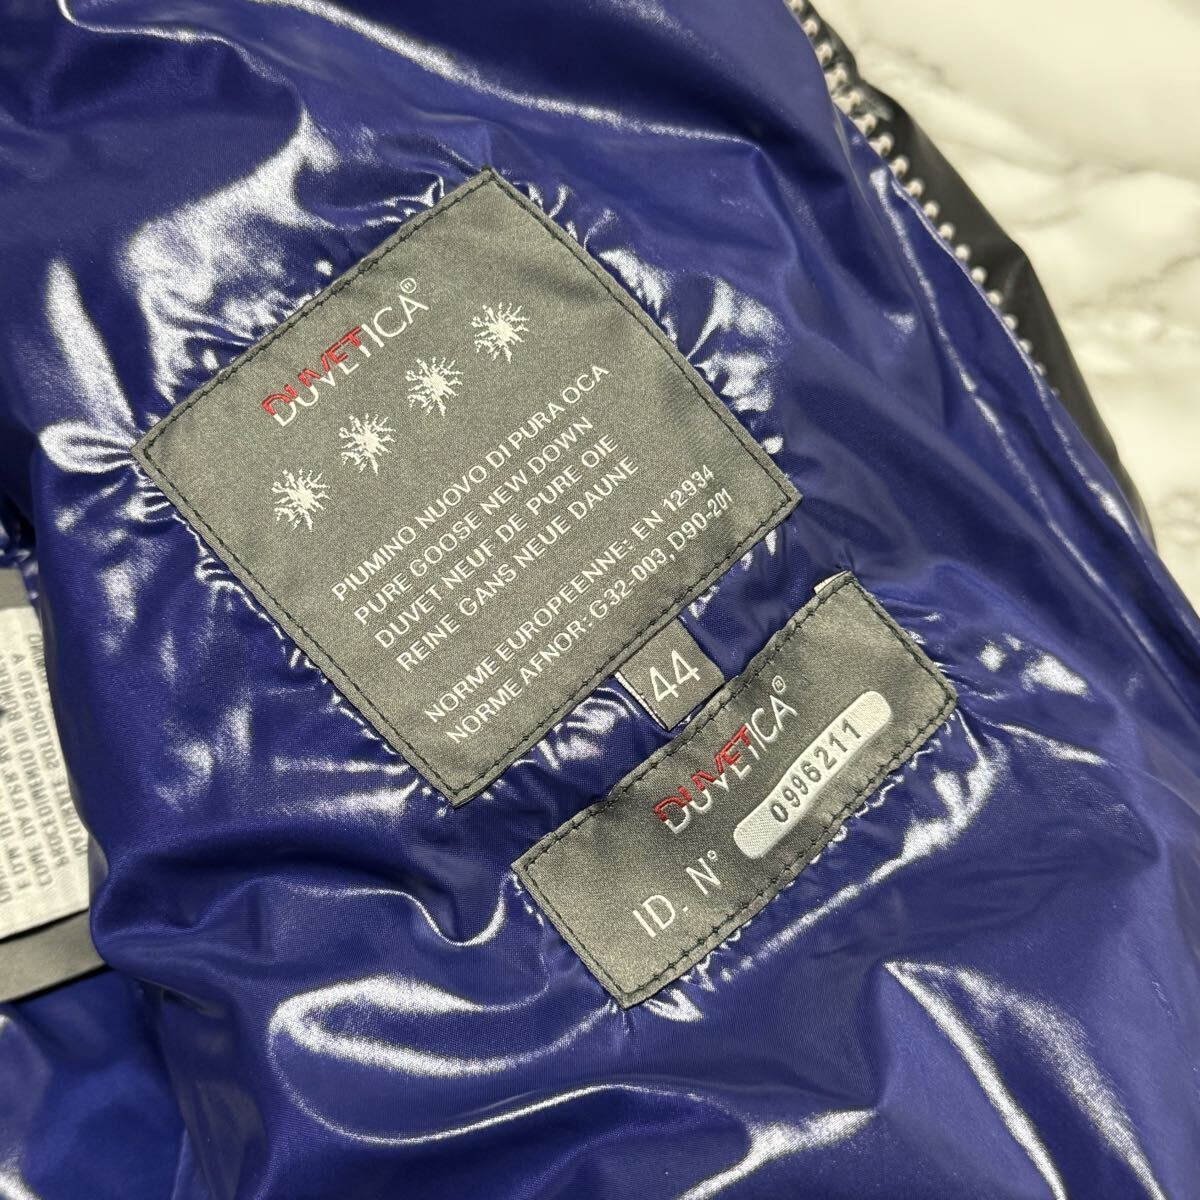 DUVETICA®
PIUMINO NUOVO DI PURA OCA
PURE GOOSE NEW DOWN
DUVET NEUF DE PURE OIE
REINE GANS NEUE DAUNE
NORME EUROPEENNE: EN 12934
NORME AFNOR: G32-003, D90-201
44
DUVETICA®
ID. N° 0996211